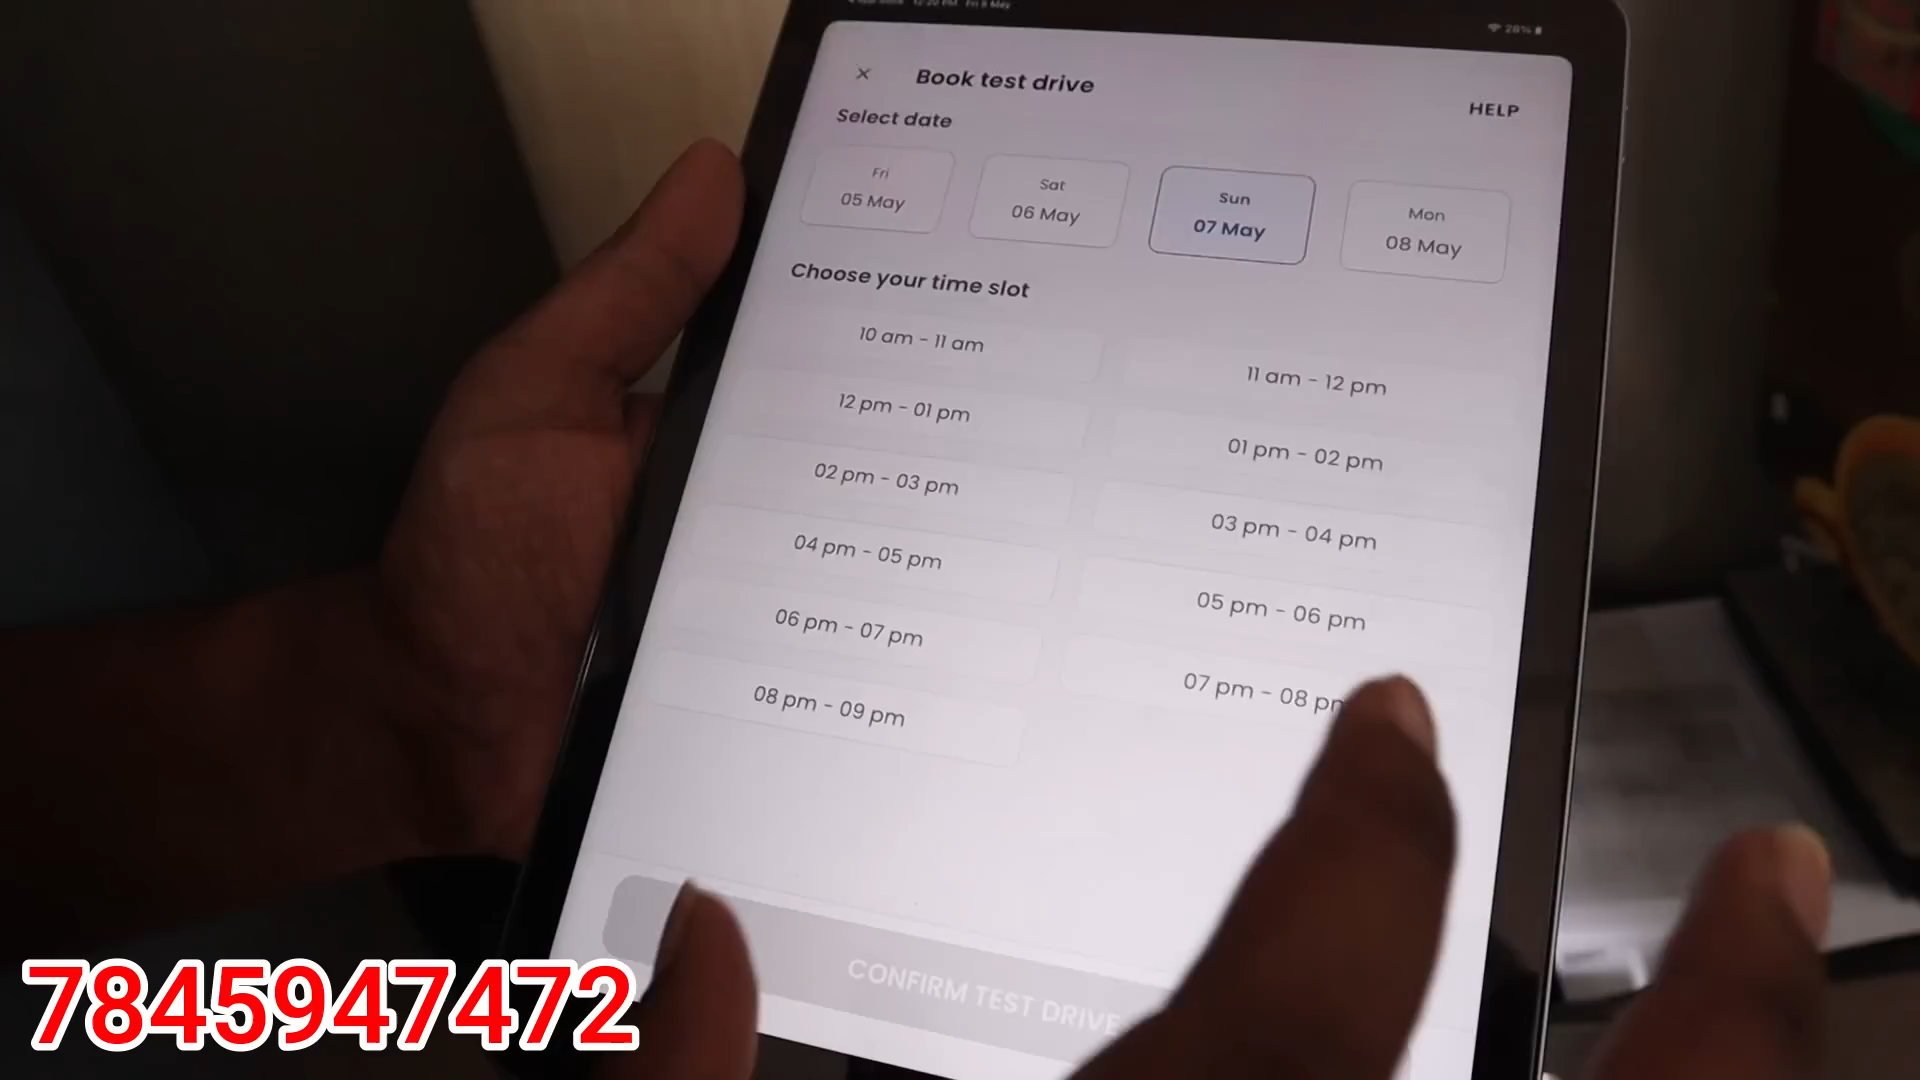 28%
× Book test drive
HELP
Select date
Fri
05 May
Sat
06 May
Sun
07 May
Mon
08 May
Choose your time slot
10 am - 11 am
11 am - 12 pm
12 pm - 01 pm
01 pm - 02 pm
02 pm - 03 pm
03 pm - 04 pm
04 pm - 05 pm
05 pm - 06 pm
06 pm - 07 pm
07 pm - 08
08 pm - 09 pm
CONFIRM TEST DRIVE
7845947472